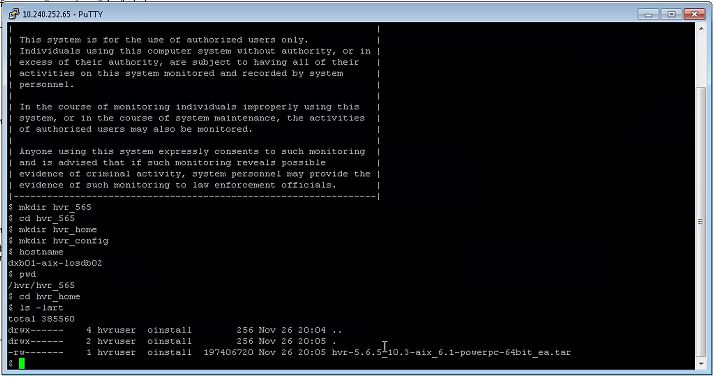 10.240.252.65 - PuTTY
This system is for the use of authorized users only.
Individuals using this computer system without authority, or in
excess of their authority, are subject to having all of their
activities on this system monitored and recorded by system
personnel.
In the course of monitoring individuals improperly using this
system, or in the course of system maintenance, the activities
of authorized users may also be monitored.
Anyone using this system expressly consents to such monitoring
and is advised that if such monitoring reveals possible
evidence of criminal activity, system personnel may provide the
evidence of such monitoring to law enforcement officials.
$ mkdir hvr_565
$ cd hvr_565
$ mkdir hvr_home
$ mkdir hvr_config
$ hostname
dxb01-aix-losdb02
$ pwd
/hvr/hvr_565
$ cd hvr_home
$ ls -lart
total 385560
drwx------ 4 hvruser oinstall 256 Nov 26 20:04 ..
drwx------ 2 hvruser oinstall 256 Nov 26 20:05 .
-rw------- 1 hvruser oinstall 197406720 Nov 26 20:05 hvr-5.6.5_10.3-aix_6.1-powerpc-64bit_ea.tar
$